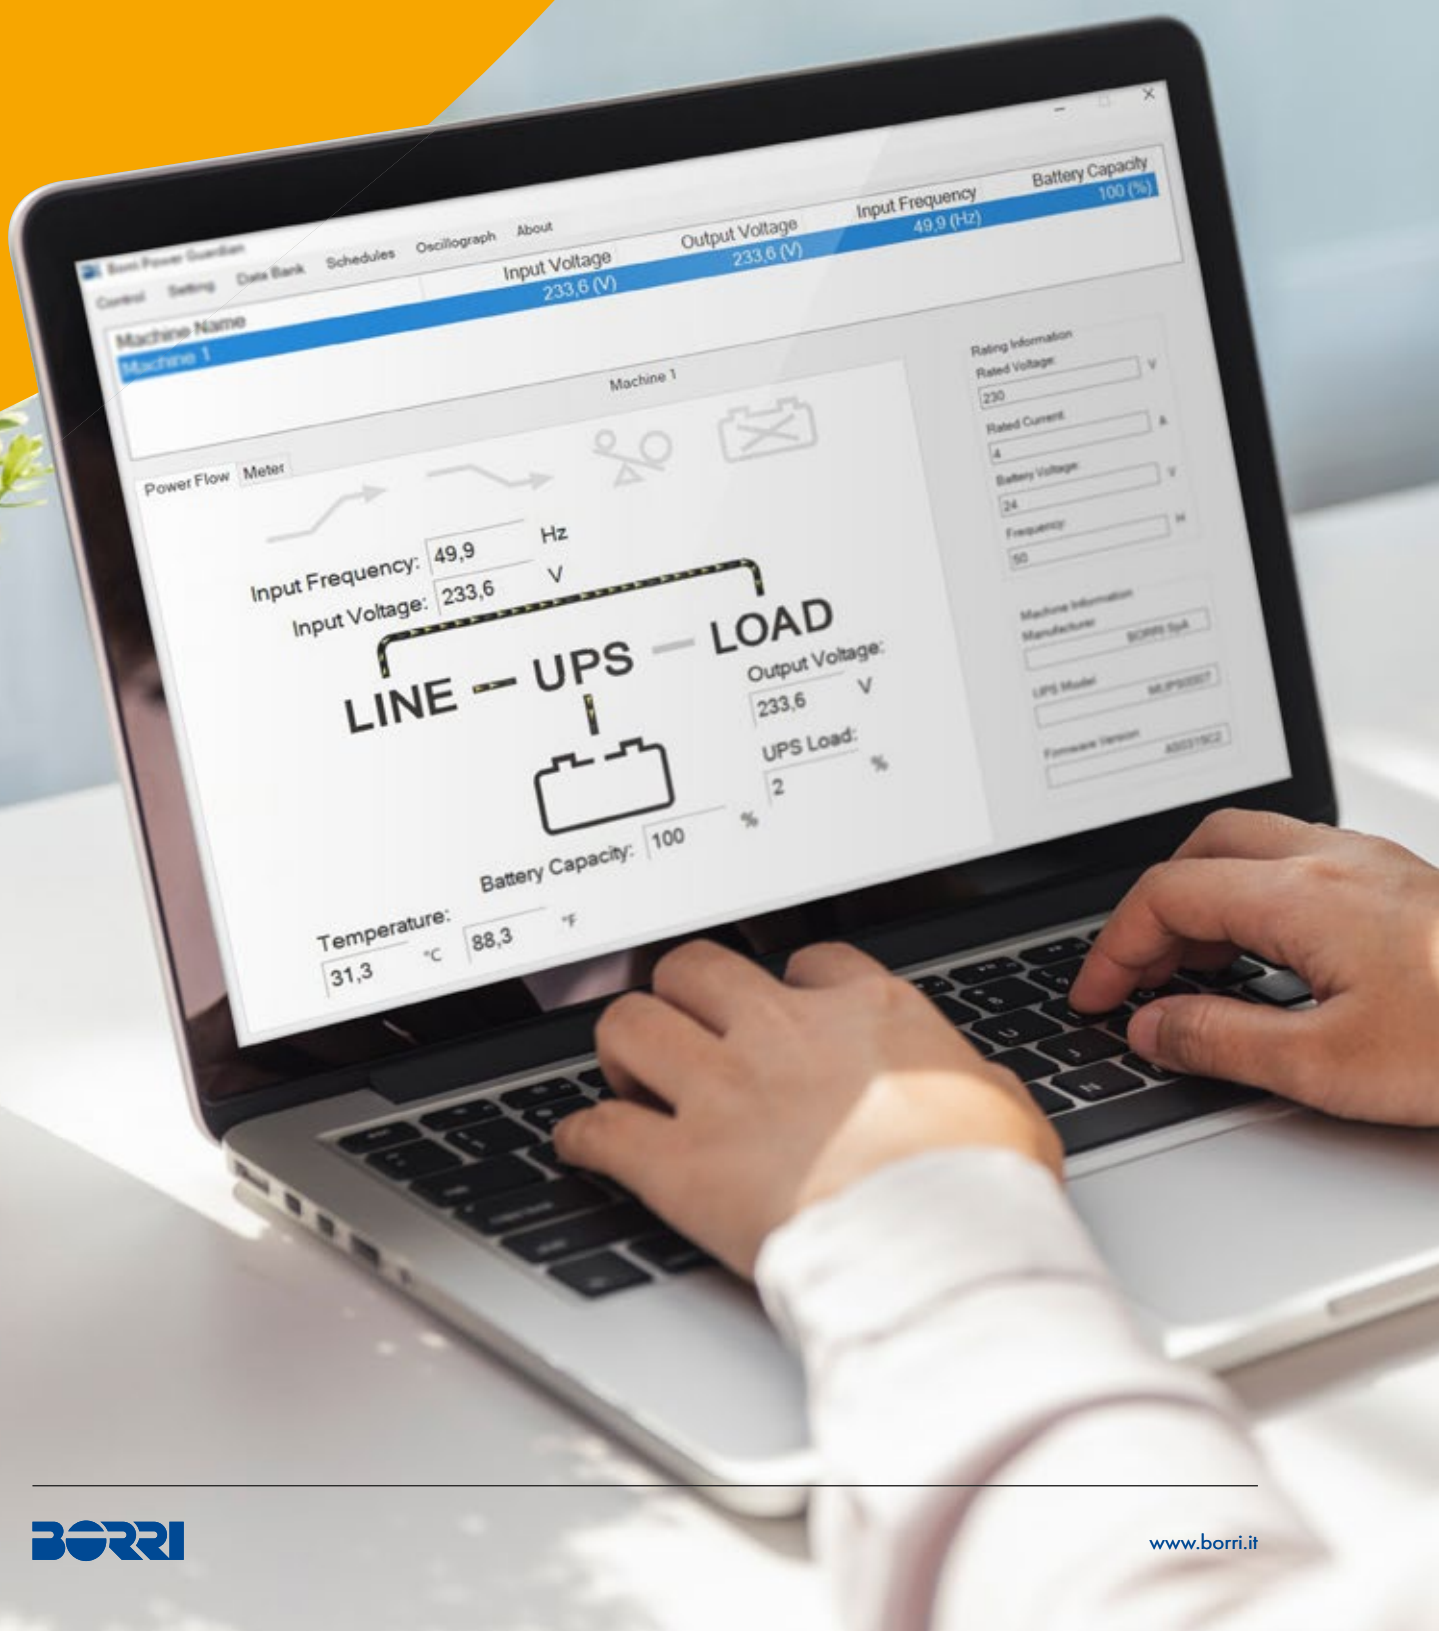 Borri Power Guardian
Control Setting Data Bank Schedules Oscillograph About
Machine Name Input Voltage Output Voltage Input Frequency Battery Capacity
Machine 1 233,6 (V) 233,6 (V) 49,9 (Hz) 100 (%)
Machine 1
Power Flow Meter
Input Frequency: 49,9 Hz
Input Voltage: 233,6 V
LINE UPS LOAD
Output Voltage:
233,6 V
UPS Load:
2 %
Battery Capacity: 100 %
Temperature:
31,3 °C 88,3 °F
Rating Information
Rated Voltage:
230 V
Rated Current:
4 A
Battery Voltage:
24 V
Frequency:
50 H
Machine Information
Manufacturer
BORRI SpA
UPS Model
Firmware Version
BORRI
www.borri.it